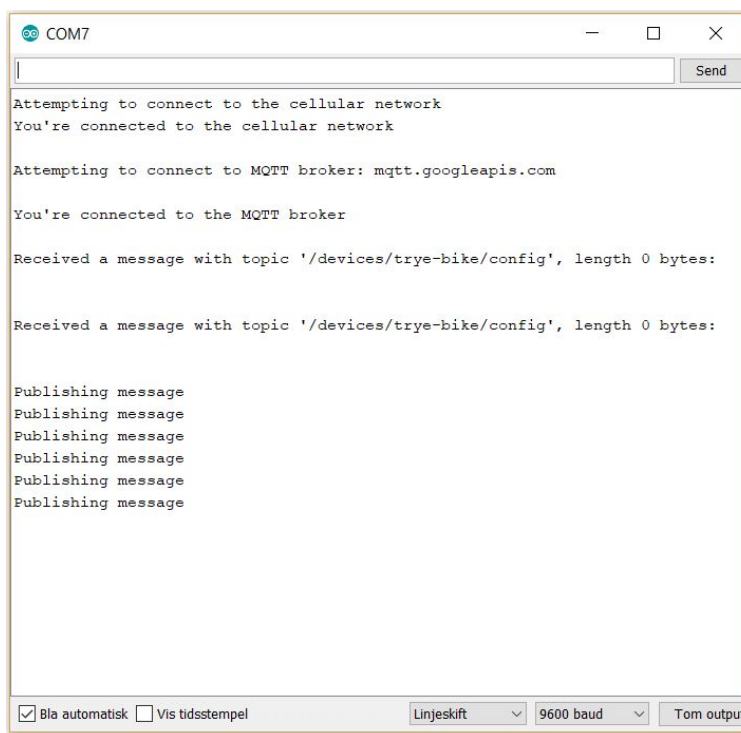 COM7
Send
Attempting to connect to the cellular network
You're connected to the cellular network
Attempting to connect to MQTT broker: mqtt.googleapis.com
You're connected to the MQTT broker
Received a message with topic '/devices/trye-bike/config', length 0 bytes:
Received a message with topic '/devices/trye-bike/config', length 0 bytes:
Publishing message
Publishing message
Publishing message
Publishing message
Publishing message
Publishing message
Bla automatisk Vis tidsstempel Linjeskift 9600 baud Tom outpu